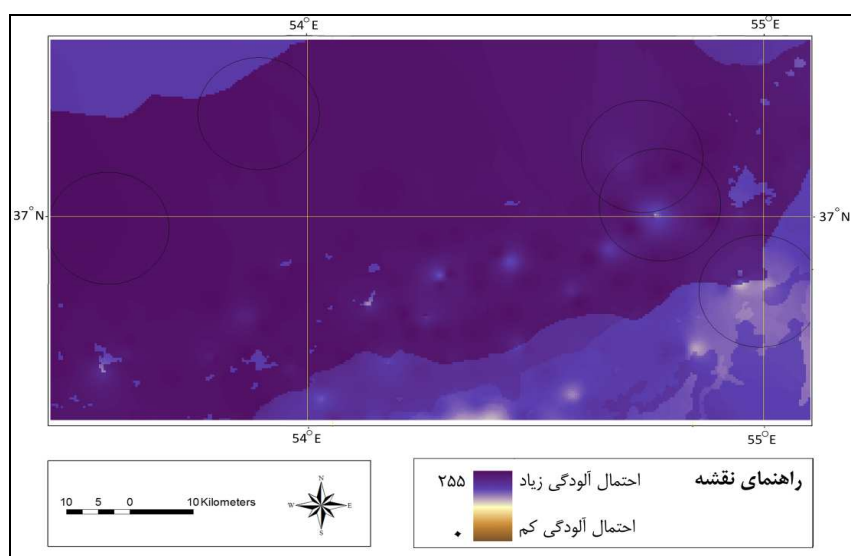 54°E 55°E
37°N 37°N
54°E 55°E
راهنمای نقشه
احتمال آلودگی زیاد ۲۵۵
احتمال آلودگی کم ۰
10 5 0 10 Kilometers
N
W E
S